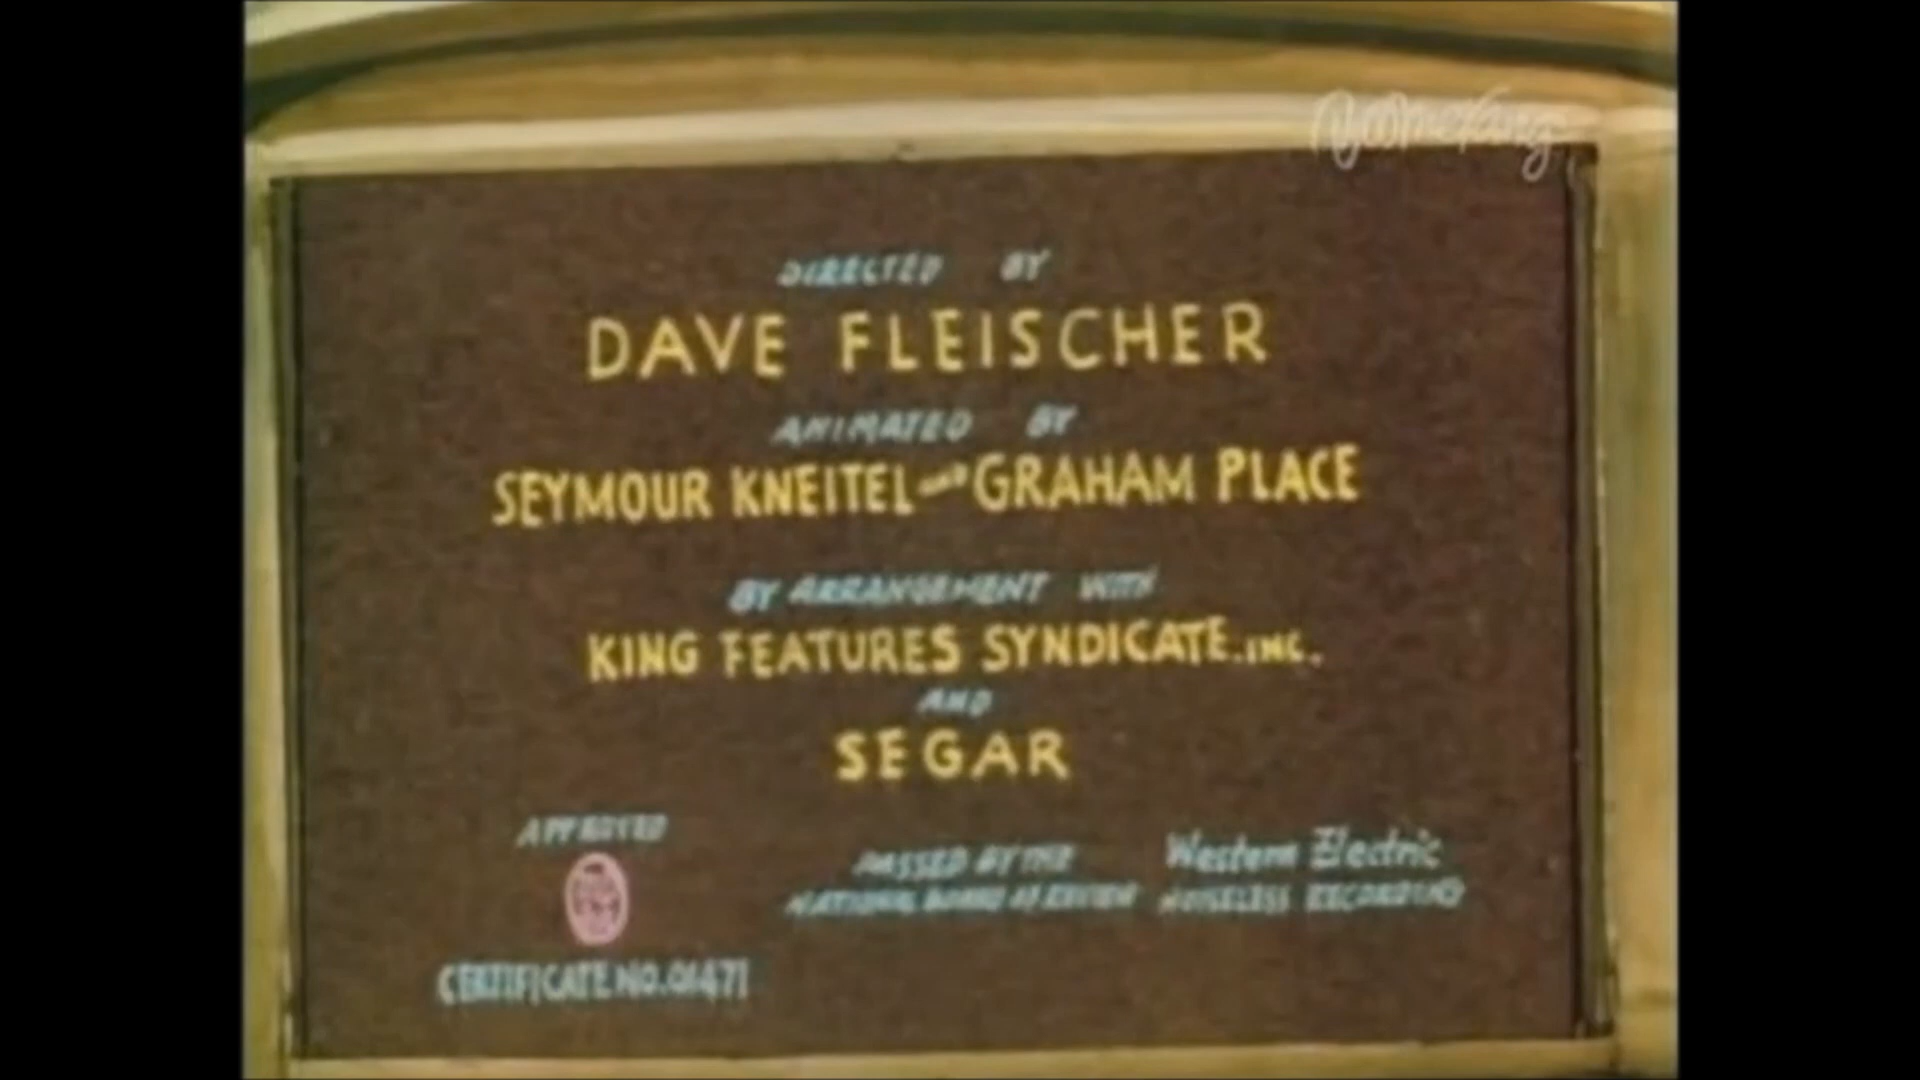 Boomerang
DIRECTED BY
DAVE FLEISCHER
ANIMATED BY
SEYMOUR KNEITEL AND GRAHAM PLACE
BY ARRANGEMENT WITH
KING FEATURES SYNDICATE. INC.
AND
SEGAR
APPROVED
PASSED BY THE
NATIONAL BOARD OF REVIEW
Western Electric
NOISELESS RECORDING
CERTIFICATE NO. 01471